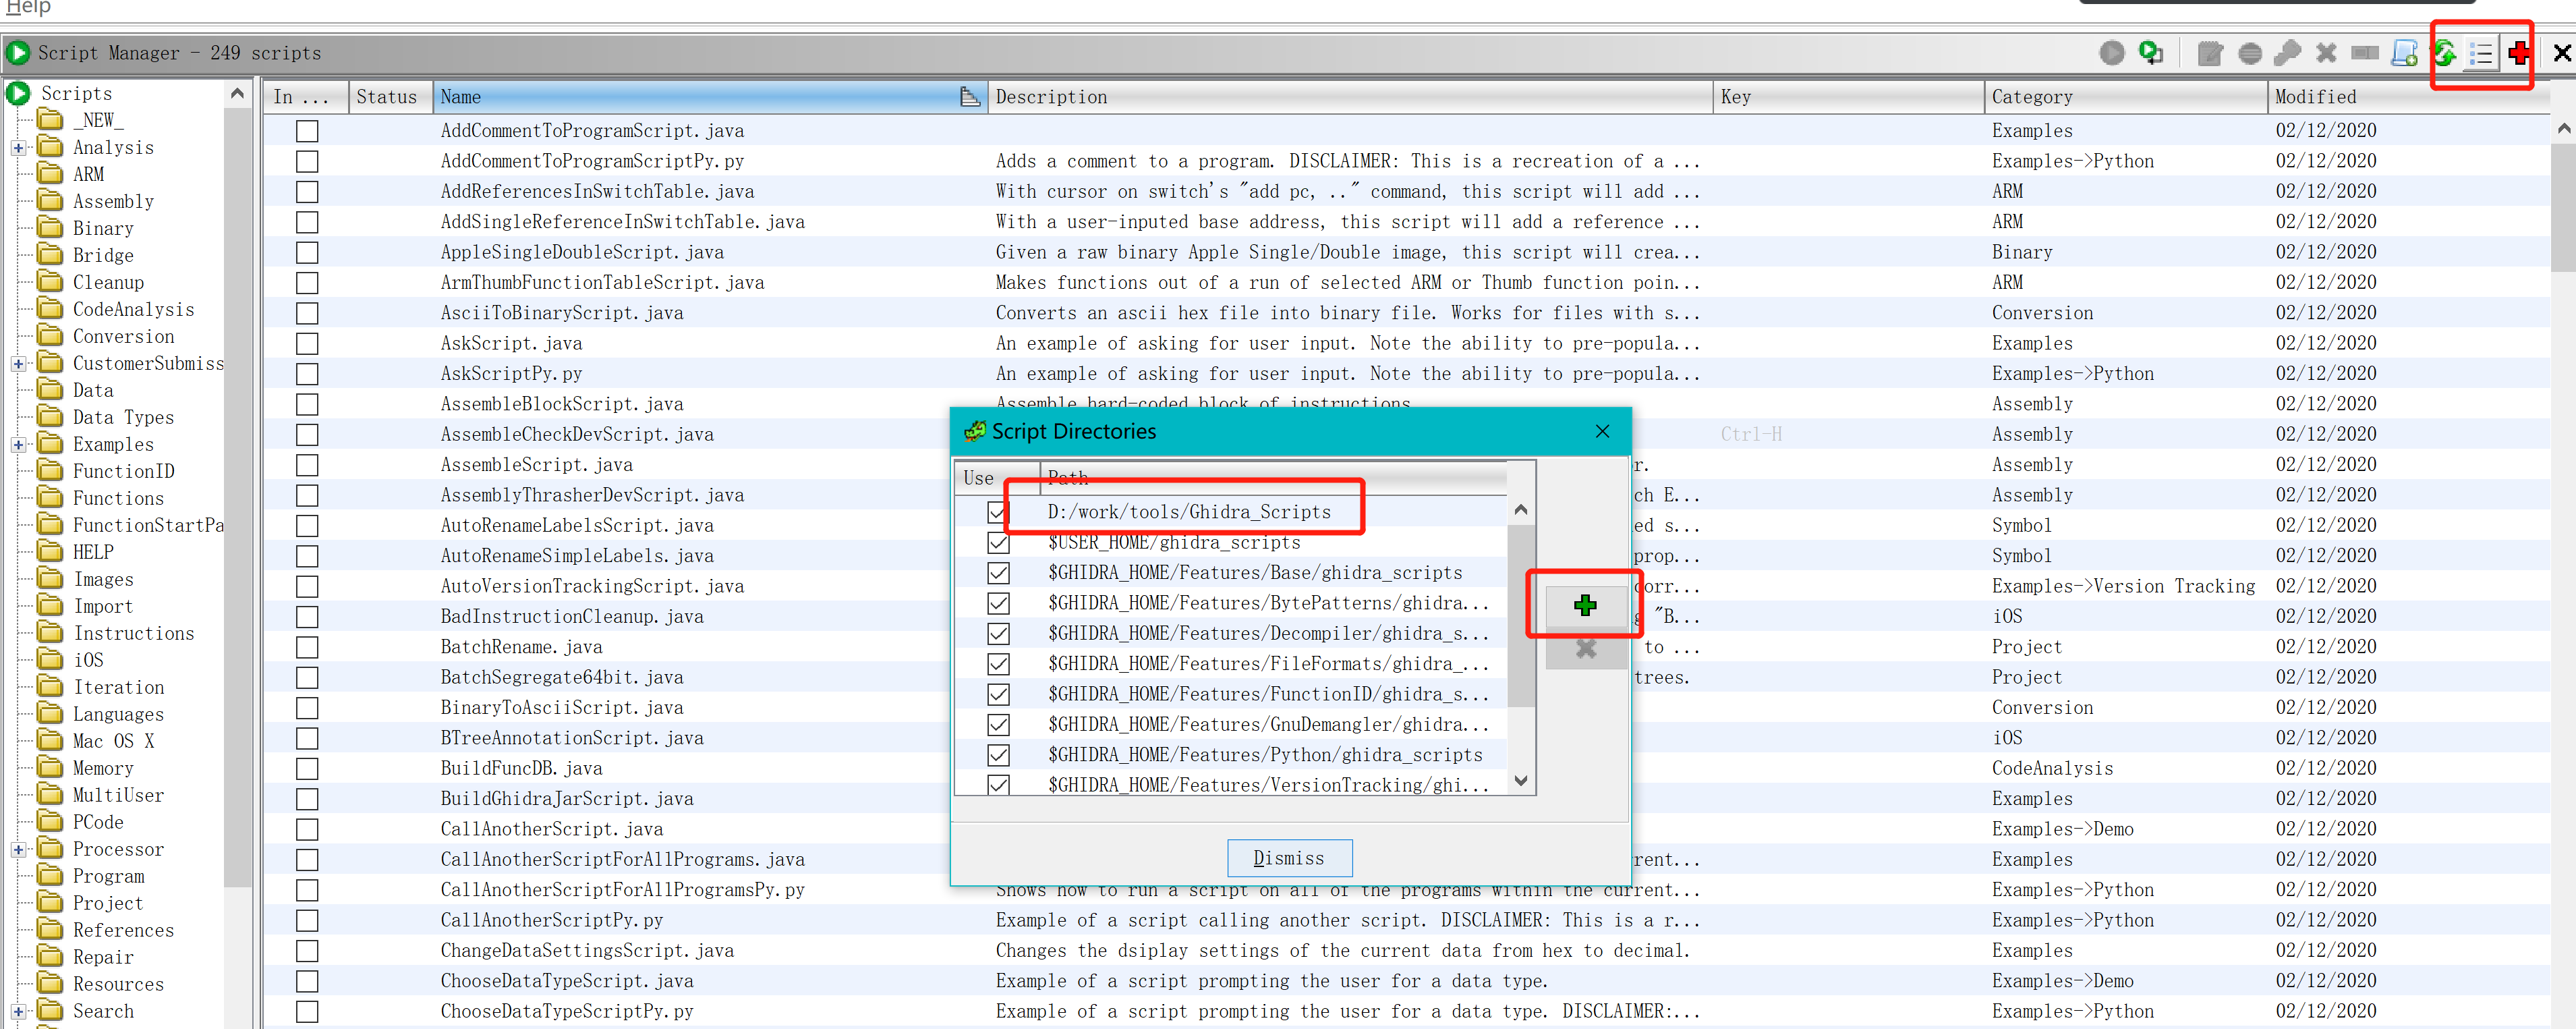 Help
Script Manager - 249 scripts
Scripts
_NEW_
Analysis
ARM
Assembly
Binary
Bridge
Cleanup
CodeAnalysis
Conversion
CustomerSubmiss
Data
Data Types
Examples
FunctionID
Functions
FunctionStartPa
HELP
Images
Import
Instructions
iOS
Iteration
Languages
Mac OS X
Memory
MultiUser
PCode
Processor
Program
Project
References
Repair
Resources
Search
In ... Status Name Description Key Category Modified
AddCommentToProgramScript.java Examples 02/12/2020
AddCommentToProgramScriptPy.py Adds a comment to a program. DISCLAIMER: This is a recreation of a ... Examples->Python 02/12/2020
AddReferencesInSwitchTable.java With cursor on switch's "add pc, .." command, this script will add ... ARM 02/12/2020
AddSingleReferenceInSwitchTable.java With a user-inputed base address, this script will add a reference ... ARM 02/12/2020
AppleSingleDoubleScript.java Given a raw binary Apple Single/Double image, this script will crea... Binary 02/12/2020
ArmThumbFunctionTableScript.java Makes functions out of a run of selected ARM or Thumb function poin... ARM 02/12/2020
AsciiToBinaryScript.java Converts an ascii hex file into binary file. Works for files with s... Conversion 02/12/2020
AskScript.java An example of asking for user input. Note the ability to pre-popula... Examples 02/12/2020
AskScriptPy.py An example of asking for user input. Note the ability to pre-popula... Examples->Python 02/12/2020
AssembleBlockScript.java Assemble hard-coded block of instructions Assembly 02/12/2020
AssembleCheckDevScript.java Ctrl-H Assembly 02/12/2020
AssembleScript.java r. Assembly 02/12/2020
AssemblyThrasherDevScript.java ch E... Assembly 02/12/2020
AutoRenameLabelsScript.java ed s... Symbol 02/12/2020
AutoRenameSimpleLabels.java prop... Symbol 02/12/2020
AutoVersionTrackingScript.java corr... Examples->Version Tracking 02/12/2020
BadInstructionCleanup.java "B... iOS 02/12/2020
BatchRename.java to ... Project 02/12/2020
BatchSegregate64bit.java trees. Project 02/12/2020
BinaryToAsciiScript.java Conversion 02/12/2020
BTreeAnnotationScript.java iOS 02/12/2020
BuildFuncDB.java CodeAnalysis 02/12/2020
BuildGhidraJarScript.java Examples 02/12/2020
CallAnotherScript.java Examples->Demo 02/12/2020
CallAnotherScriptForAllPrograms.java rent... Examples 02/12/2020
CallAnotherScriptForAllProgramsPy.py Shows how to run a script on all of the programs within the current... Examples->Python 02/12/2020
CallAnotherScriptPy.py Example of a script calling another script. DISCLAIMER: This is a r... Examples->Python 02/12/2020
ChangeDataSettingsScript.java Changes the dsiplay settings of the current data from hex to decimal. Examples 02/12/2020
ChooseDataTypeScript.java Example of a script prompting the user for a data type. Examples->Demo 02/12/2020
ChooseDataTypeScriptPy.py Example of a script prompting the user for a data type. DISCLAIMER:... Examples->Python 02/12/2020
Script Directories
Use Path
D:/work/tools/Ghidra_Scripts
$USER_HOME/ghidra_scripts
$GHIDRA_HOME/Features/Base/ghidra_scripts
$GHIDRA_HOME/Features/BytePatterns/ghidra...
$GHIDRA_HOME/Features/Decompiler/ghidra_s...
$GHIDRA_HOME/Features/FileFormats/ghidra_...
$GHIDRA_HOME/Features/FunctionID/ghidra_s...
$GHIDRA_HOME/Features/GnuDemangler/ghidra...
$GHIDRA_HOME/Features/Python/ghidra_scripts
$GHIDRA_HOME/Features/VersionTracking/ghi...
Dismiss